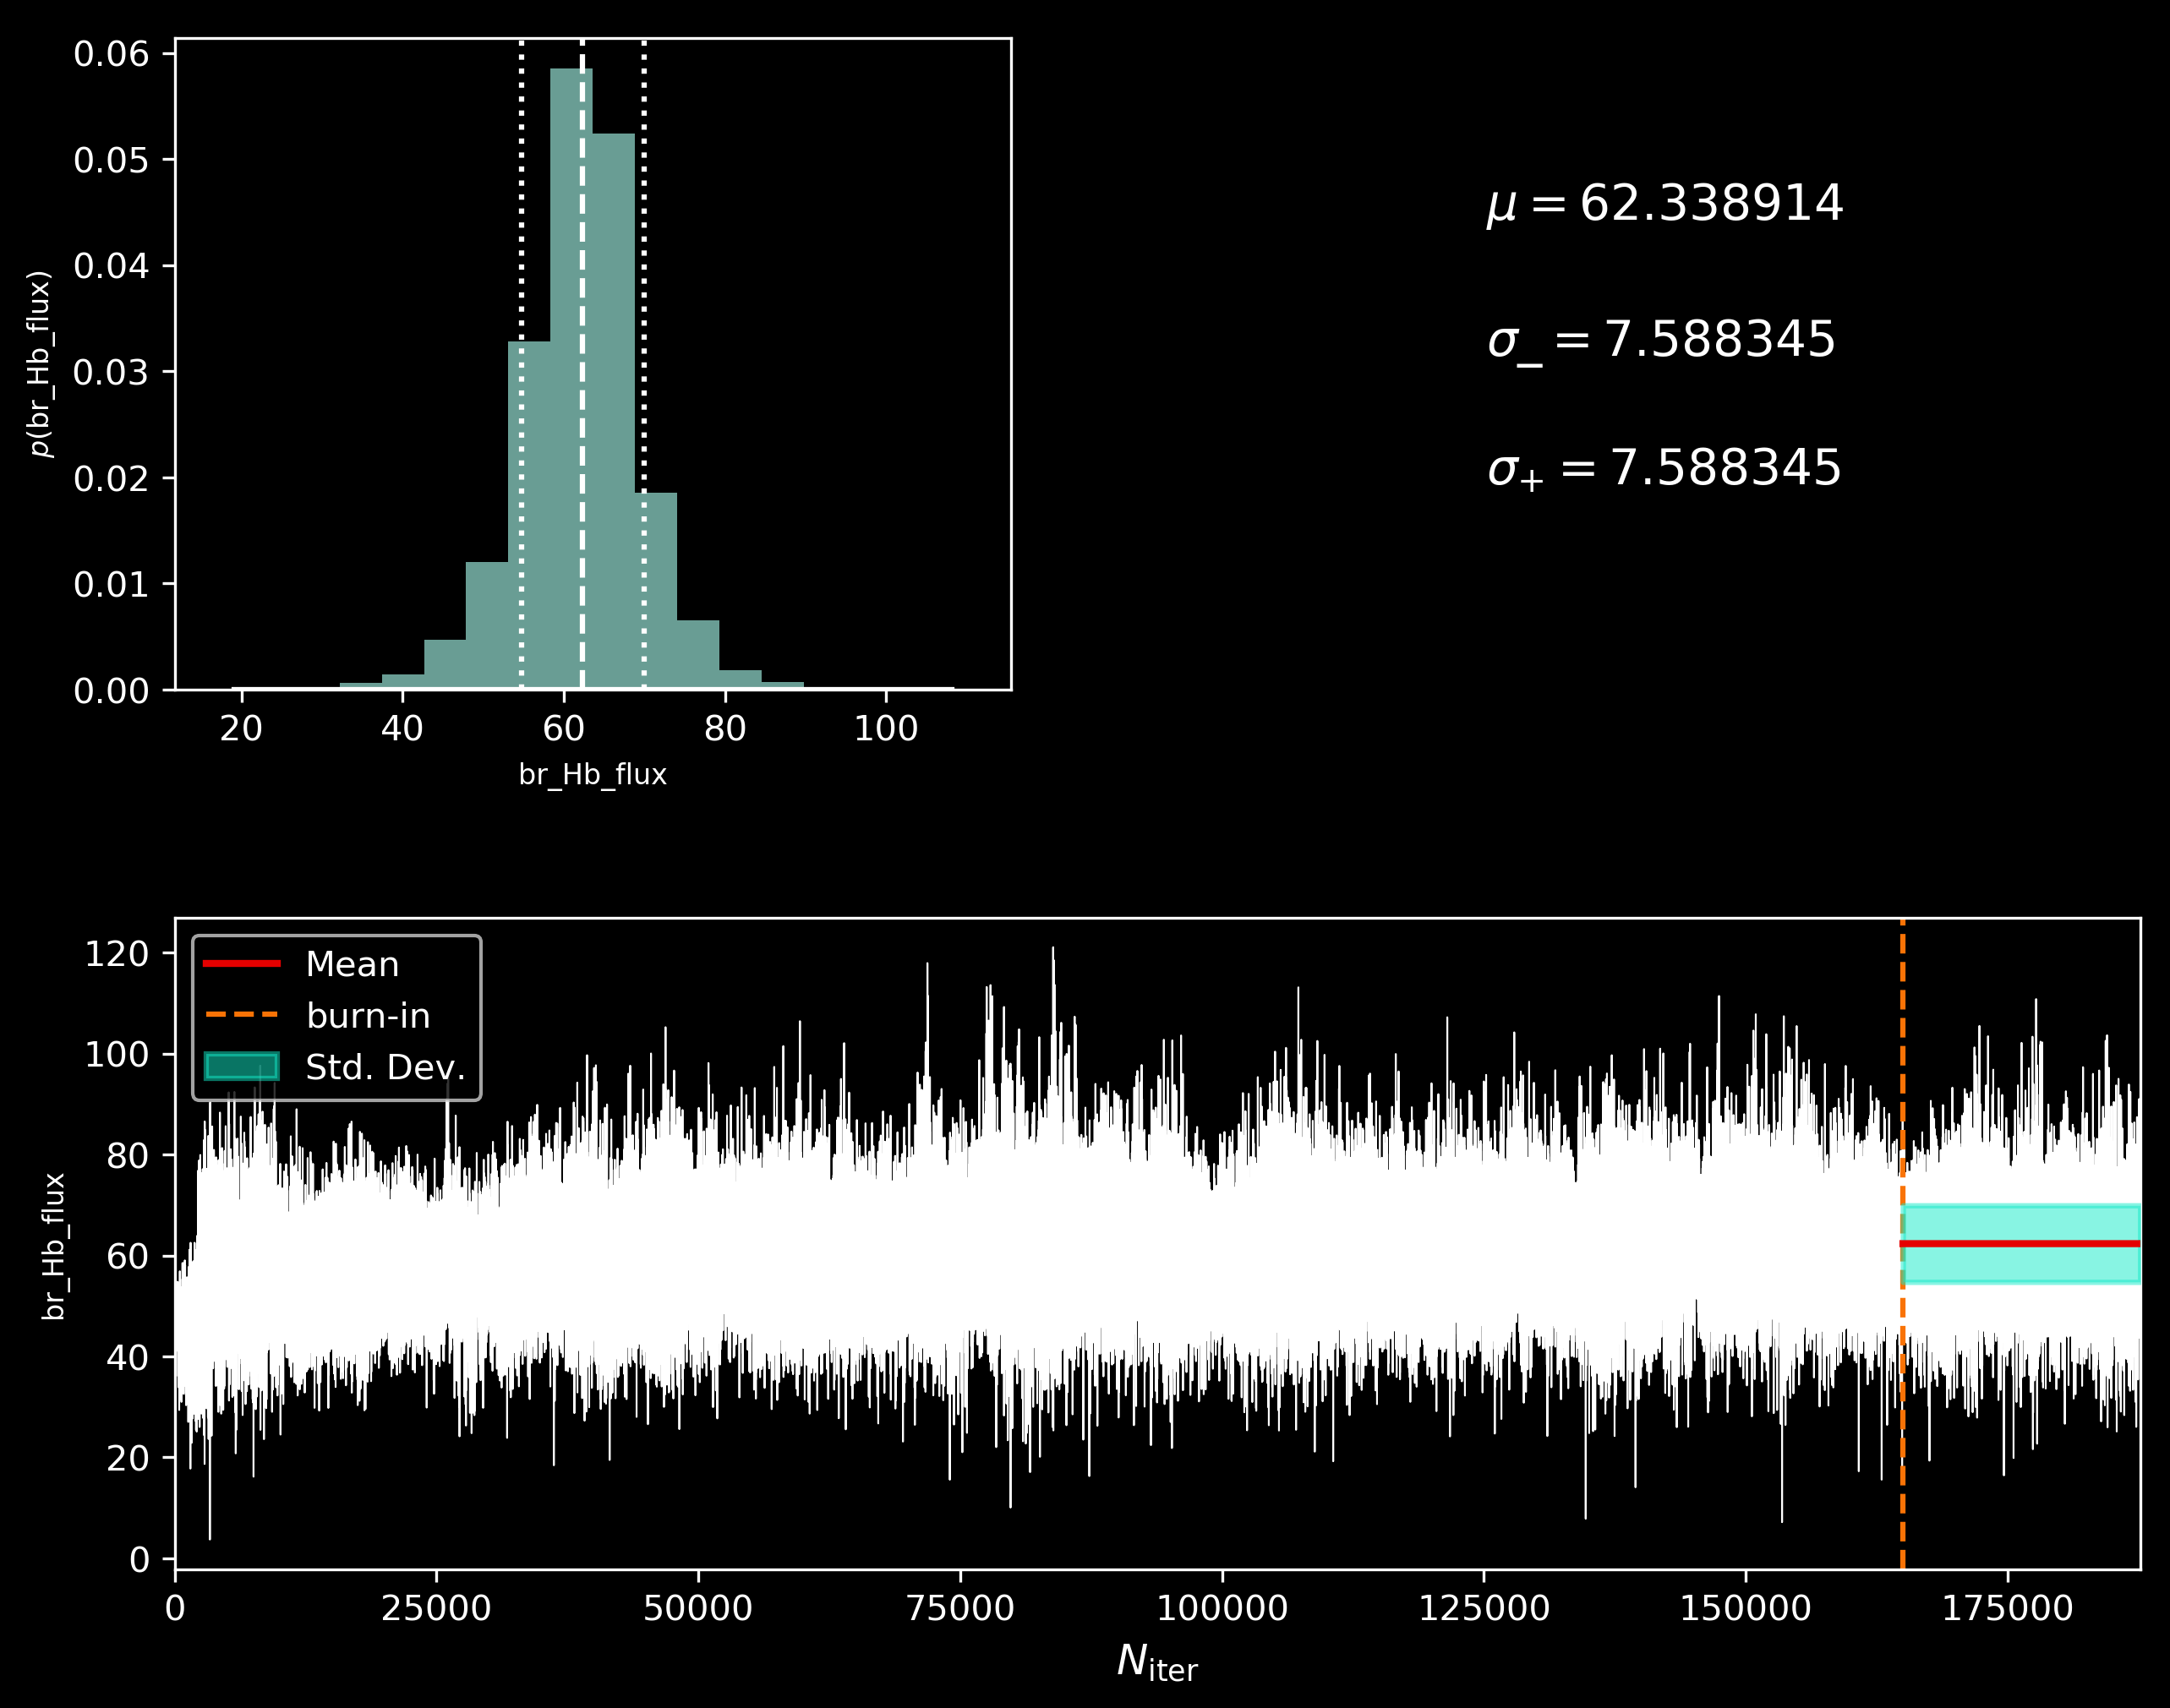 0.06
0.05
0.04
0.03
0.02
0.01
0.00
p(br_Hb_flux)
20 40 60 80 100
br_Hb_flux
μ = 62.338914
σ_ = 7.588345
σ+ = 7.588345
Mean
burn-in
Std. Dev.
120
100
80
60
40
20
0
br_Hb_flux
0 25000 50000 75000 100000 125000 150000 175000
Niter